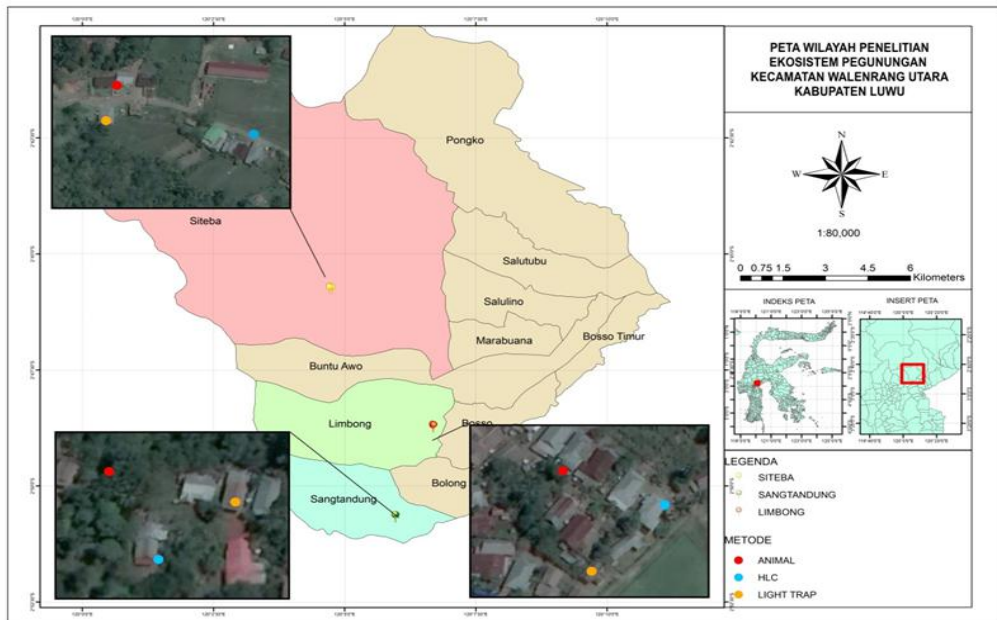 PETA WILAYAH PENELITIAN
EKOSISTEM PEGUNUNGAN
KECAMATAN WALENRANG UTARA
KABUPATEN LUWU
N
W
E
S
1:80,000
0 0.75 1.5 3 4.5 6
Kilometers
INDEKS PETA
INSERT PETA
LEGENDA
SITEBA
SANGTANDUNG
LIMBONG
METODE
ANIMAL
HLC
LIGHT TRAP
Pongko
Siteba
Salutubu
Salulino
Bosso Timur
Marabuana
Buntu Awo
Limbong
Bosso
Bolong
Sangtandung